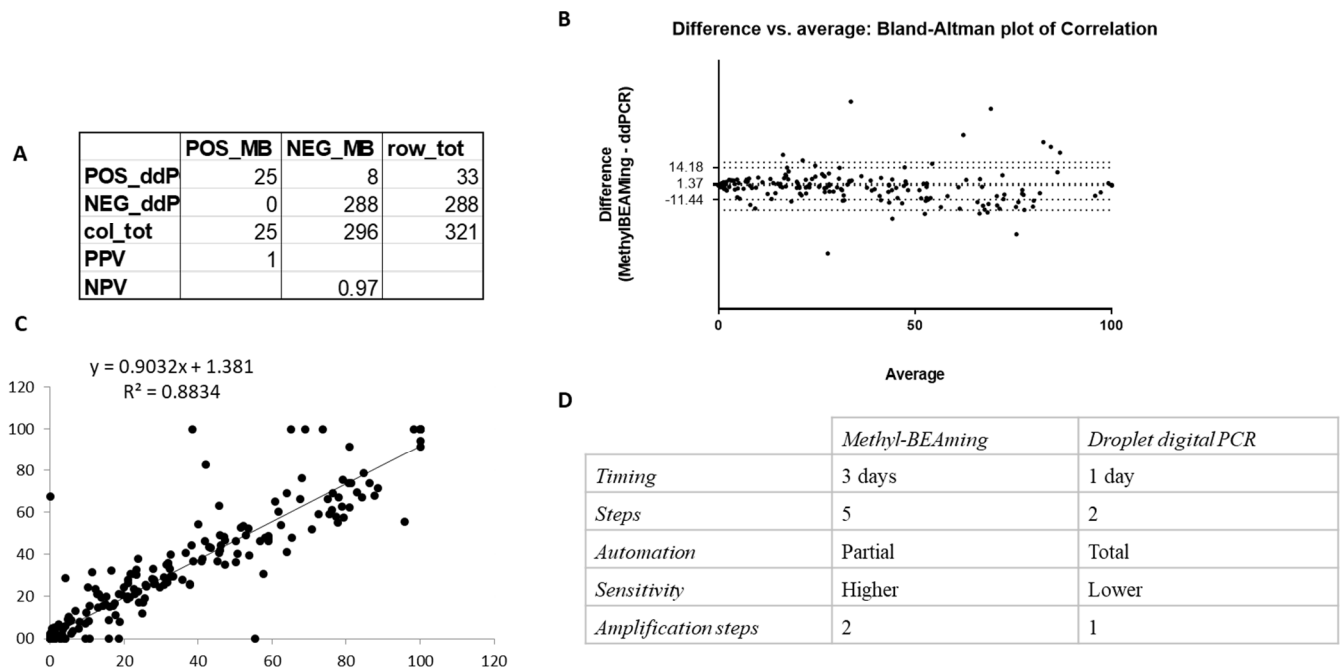 A
POS_MB NEG_MB row_tot
POS_ddP 25 8 33
NEG_ddP 0 288 288
col_tot 25 296 321
PPV 1
NPV 0.97
B
Difference vs. average: Bland-Altman plot of Correlation
Difference
(MethylBEAMing - ddPCR)
14.18
1.37
-11.44
0 50 100
Average
C
y = 0.9032x + 1.381
R² = 0.8834
120
100
80
60
40
20
00
0 20 40 60 80 100 120
D
Methyl-BEAming Droplet digital PCR
Timing 3 days 1 day
Steps 5 2
Automation Partial Total
Sensitivity Higher Lower
Amplification steps 2 1